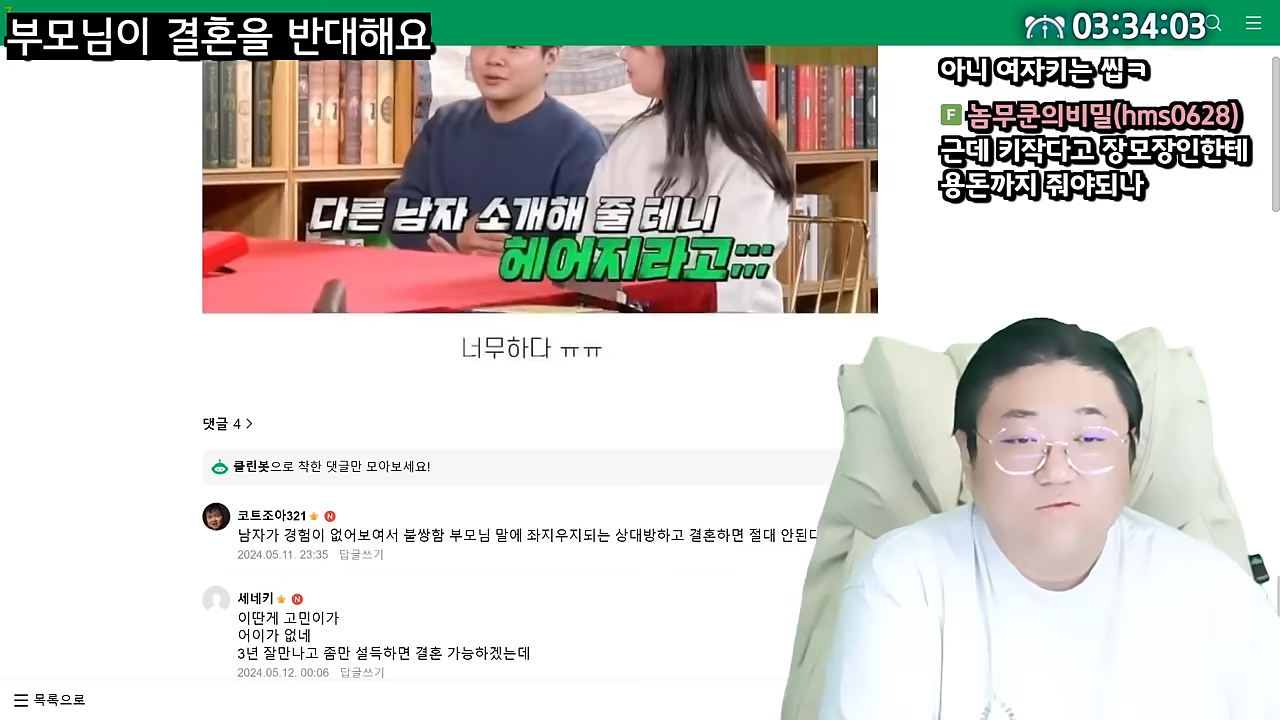 부모님이 결혼을 반대해요
03:34:03
아니 여자키는 씹ㅋ
F 놈무쿤의비밀(hms0628)
근데 키작다고 장모장인한테
용돈까지 줘야되나
다른 남자 소개해 줄 테니
헤어지라고...
너무하다 ㅠㅠ
댓글 4 >
클린봇으로 착한 댓글만 모아보세요!
코트조아321 N
남자가 경험이 없어보여서 불쌍함 부모님 말에 좌지우지되는 상대방하고 결혼하면 절대 안된다
2024.05.11. 23:35 답글쓰기
세네키 N
이딴게 고민이가
어이가 없네
3년 잘만나고 좀만 설득하면 결혼 가능하겠는데
2024.05.12. 00:06 답글쓰기
목록으로